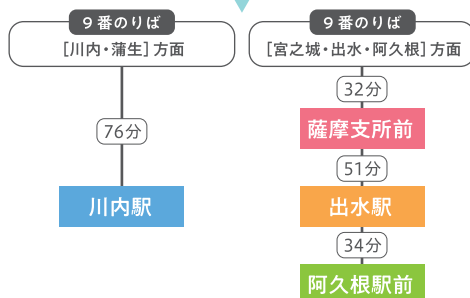 9番のりば
[川内・蒲生]方面
76分
川内駅
9番のりば
[宮之城・出水・阿久根]方面
32分
薩摩支所前
51分
出水駅
34分
阿久根駅前